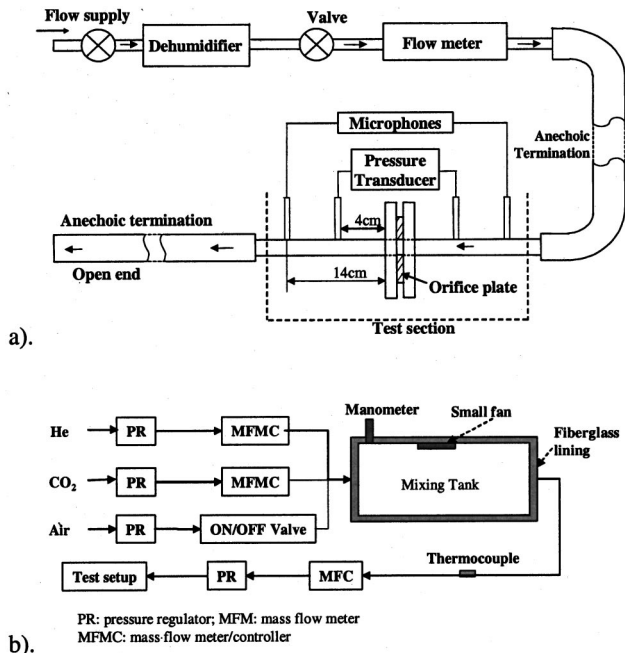 Flow supply
Dehumidifier
Valve
Flow meter
Microphones
Anechoic
Termination
Pressure
Transducer
Anechoic termination
4cm
Open end
14cm
Orifice plate
Test section
a).
Manometer
Small fan
Fiberglass
lining
He
PR
MFMC
CO2
PR
MFMC
Mixing Tank
Air
PR
ON/OFF Valve
Thermocouple
Test setup
PR
MFC
PR: pressure regulator; MFM: mass flow meter
MFMC: mass-flow meter/controller
b).